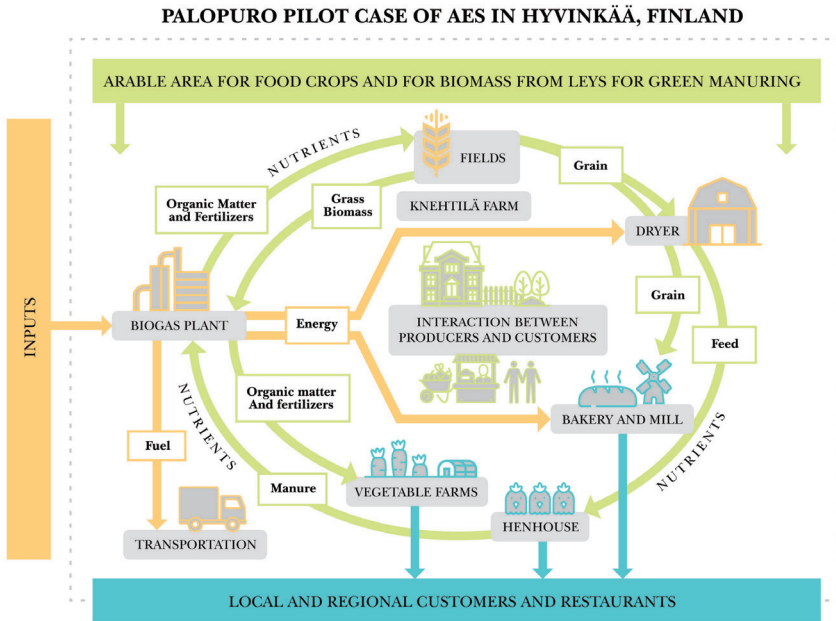 PALOPURO PILOT CASE OF AES IN HYVINKÄÄ, FINLAND
ARABLE AREA FOR FOOD CROPS AND FOR BIOMASS FROM LEYS FOR GREEN MANURING
INPUTS
NUTRIENTS
FIELDS
Grain
Organic Matter
and Fertilizers
Grass
Biomass
KNEHTILÄ FARM
DRYER
BIOGAS PLANT
Energy
INTERACTION BETWEEN
PRODUCERS AND CUSTOMERS
Grain
Feed
Organic matter
And fertilizers
BAKERY AND MILL
NUTRIENTS
NUTRIENTS
Fuel
Manure
VEGETABLE FARMS
HENHOUSE
TRANSPORTATION
LOCAL AND REGIONAL CUSTOMERS AND RESTAURANTS